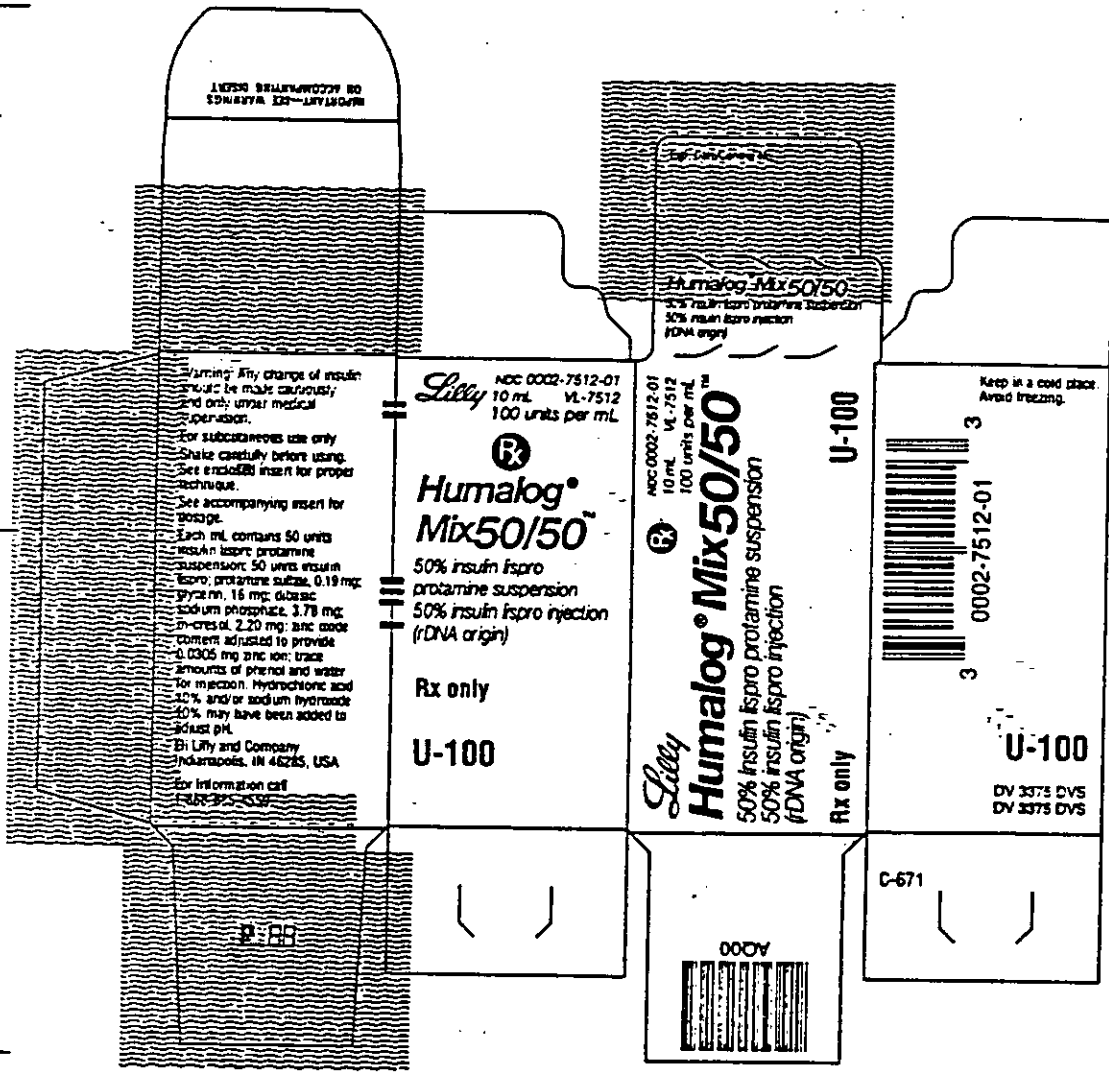 IMPORTANT—SEE WARNINGS
ON ACCOMPANYING INSERT
Humalog® Mix50/50™
50% insulin lispro protamine suspension
50% insulin lispro injection
(rDNA origin)
Warning: Any change of insulin
should be made cautiously
and only under medical
supervision.
For subcutaneous use only
Shake carefully before using.
See enclosed insert for proper
technique.
See accompanying insert for
dosage.
Each mL contains 50 units
insulin lispro protamine
suspension; 50 units insulin
lispro; protamine sulfate, 0.19 mg;
glycerin, 16 mg; dibasic
sodium phosphate, 3.78 mg;
m-cresol, 2.20 mg; zinc oxide
content adjusted to provide
0.0305 mg zinc ion; trace
amounts of phenol and water
for injection. Hydrochloric acid
10% and/or sodium hydroxide
10% may have been added to
adjust pH.
Eli Lilly and Company
Indianapolis, IN 46285, USA
For information call
Lilly
NDC 0002-7512-01
10 mL VL-7512
100 units per mL
Rx
Humalog®
Mix50/50™
50% insulin lispro
protamine suspension
50% insulin lispro injection
(rDNA origin)
Rx only
U-100
NDC 0002-7512-01
10 mL VL-7512
100 units per mL
Rx
Lilly
Humalog® Mix50/50™
50% insulin lispro protamine suspension
50% insulin lispro injection
(rDNA origin)
Rx only
U-100
Keep in a cold place.
Avoid freezing.
3 0002-7512-01 3
U-100
DV 3375 DVS
DV 3375 DVS
C-671
AQ00